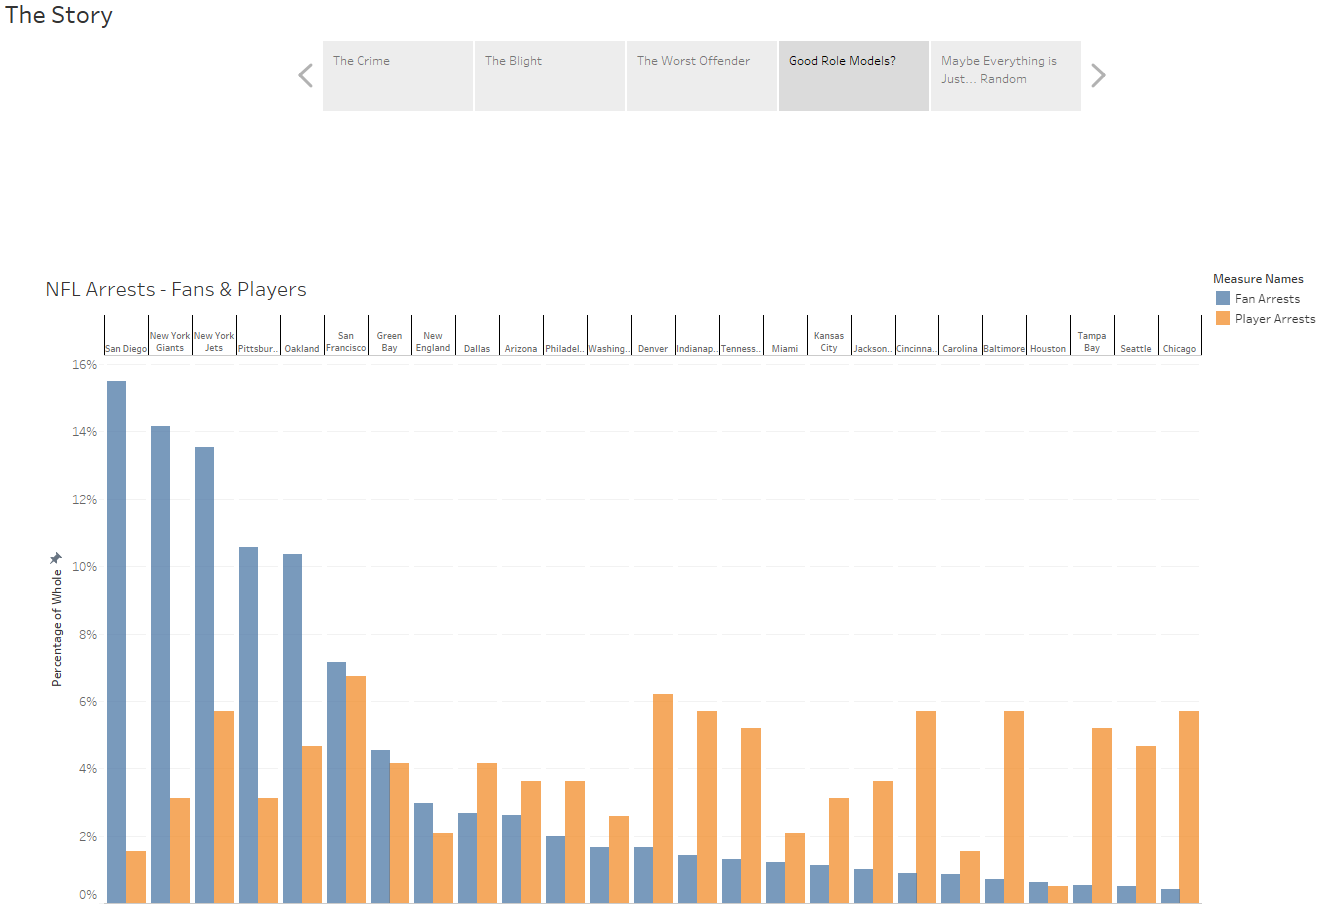 The Story
The Crime
The Blight
The Worst Offender
Good Role Models?
Maybe Everything is
Just... Random
NFL Arrests - Fans & Players
Measure Names
Fan Arrests
Player Arrests
San Diego
New York
Giants
New York
Jets
Pittsbur..
Oakland
San
Francisco
Green
Bay
New
England
Dallas
Arizona
Philadel..
Washing..
Denver
Indianap..
Tenness..
Miami
Kansas
City
Jackson..
Cincinna..
Carolina
Baltimore
Houston
Tampa
Bay
Seattle
Chicago
16%
14%
12%
10%
8%
6%
4%
2%
0%
Percentage of Whole